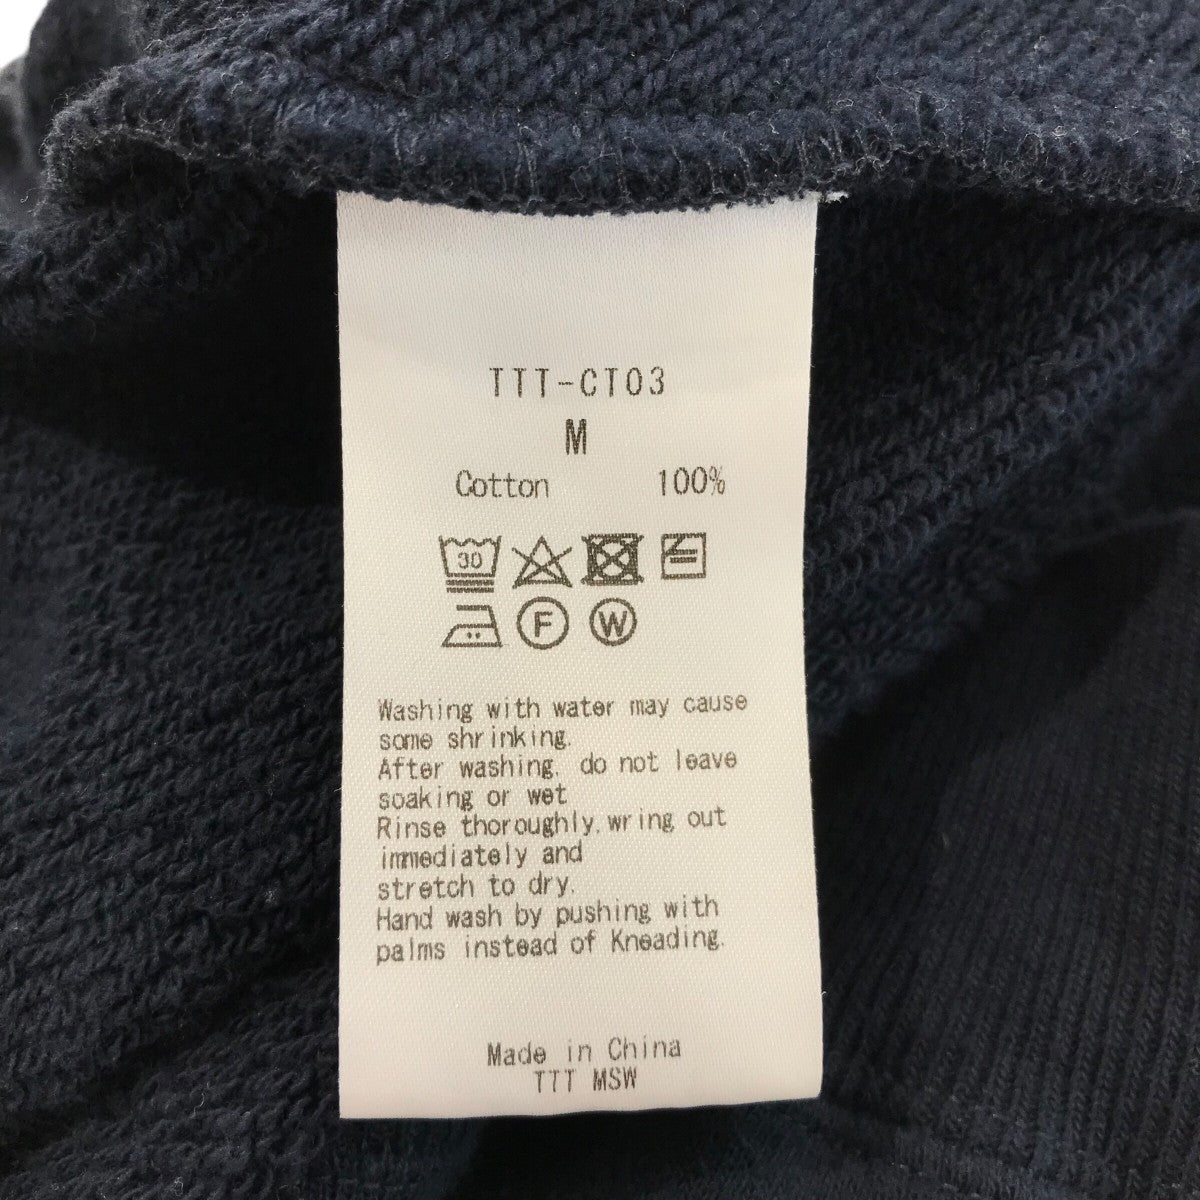 TTT-CT03
M
Cotton 100%
30
F W
Washing with water may cause
some shrinking.
After washing, do not leave
soaking or wet
Rinse thoroughly,wring out
immediately and
stretch to dry.
Hand wash by pushing with
palms instead of Kneading.
Made in China
TTT MSW